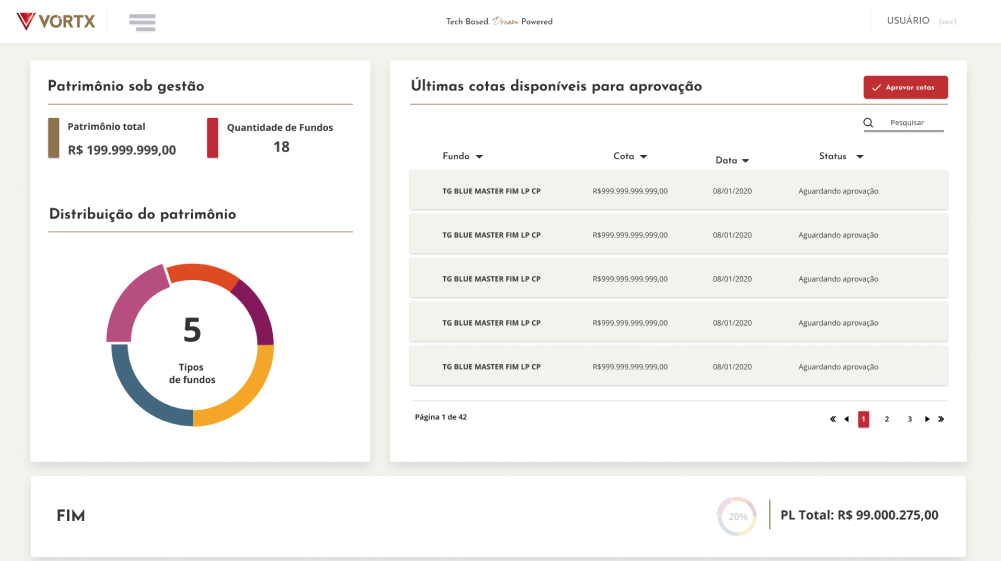 VORTX
Tech Based. Dream Powered
USUÁRIO (sair)
Patrimônio sob gestão
Patrimônio total
R$ 199.999.999,00
Quantidade de Fundos
18
Distribuição do patrimônio
5
Tipos
de fundos
Últimas cotas disponíveis para aprovação
Aprovar cotas
Pesquisar
Fundo Cota Data Status
TG BLUE MASTER FIM LP CP R$999.999.999.999,00 08/01/2020 Aguardando aprovação
TG BLUE MASTER FIM LP CP R$999.999.999.999,00 08/01/2020 Aguardando aprovação
TG BLUE MASTER FIM LP CP R$999.999.999.999,00 08/01/2020 Aguardando aprovação
TG BLUE MASTER FIM LP CP R$999.999.999.999,00 08/01/2020 Aguardando aprovação
TG BLUE MASTER FIM LP CP R$999.999.999.999,00 08/01/2020 Aguardando aprovação
Página 1 de 42
1 2 3
FIM
20%
PL Total: R$ 99.000.275,00